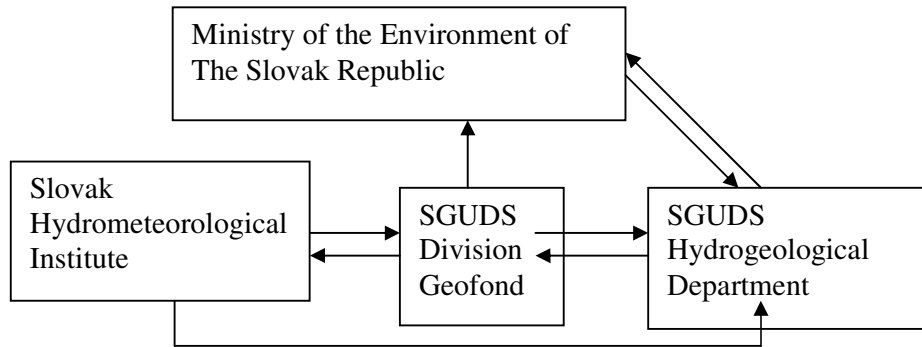 Ministry of the Environment of
The Slovak Republic
Slovak
Hydrometeorological
Institute
SGUDS
Division
Geofond
SGUDS
Hydrogeological
Department